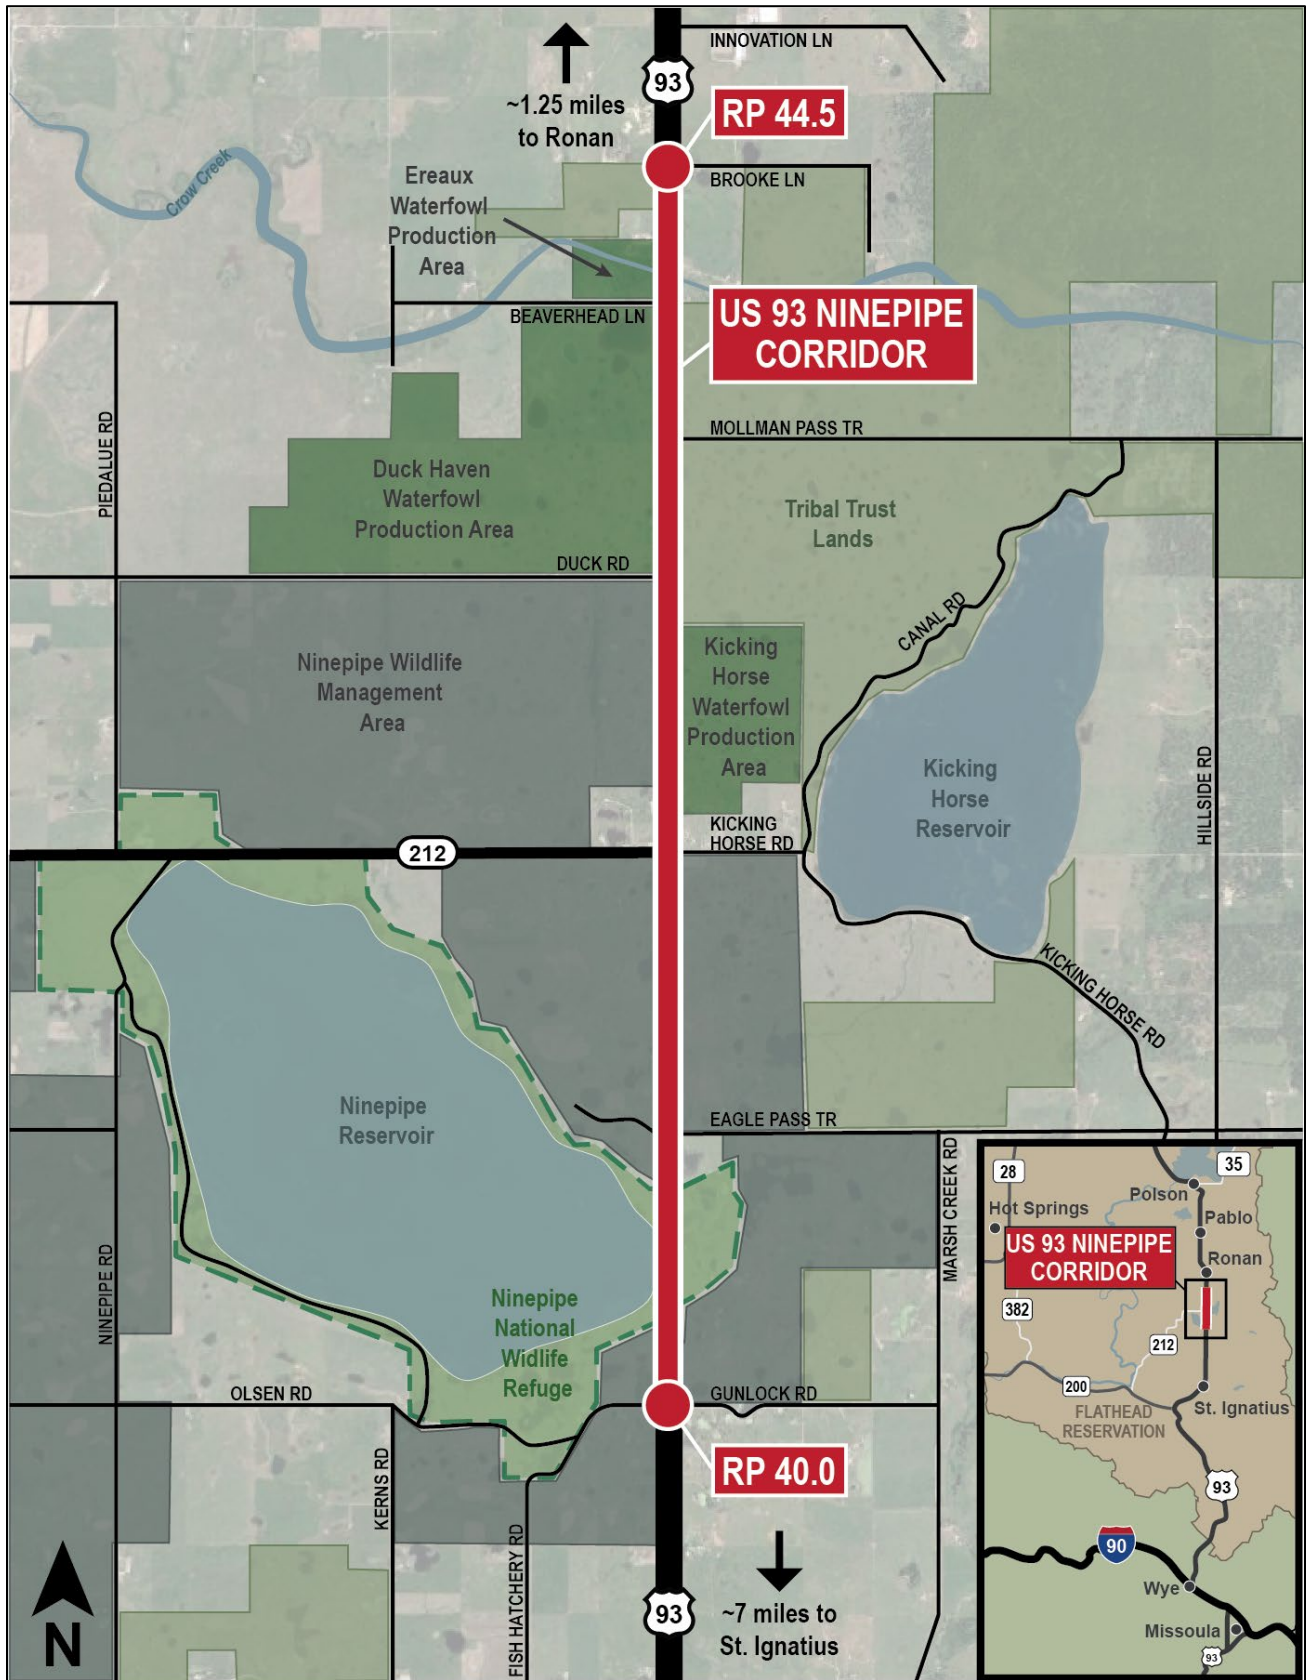 INNOVATION LN
93
~1.25 miles
to Ronan
RP 44.5
Crow Creek
BROOKE LN
Ereaux
Waterfowl
Production
Area
BEAVERHEAD LN
US 93 NINEPIPE
CORRIDOR
PIEDALUE RD
MOLLMAN PASS TR
Duck Haven
Waterfowl
Production Area
Tribal Trust
Lands
DUCK RD
CANAL RD
Ninepipe Wildlife
Management
Area
Kicking
Horse
Waterfowl
Production
Area
Kicking
Horse
Reservoir
HILLSIDE RD
KICKING
HORSE RD
212
KICKING HORSE RD
Ninepipe
Reservoir
EAGLE PASS TR
MARSH CREEK RD
NINEPIPE RD
Ninepipe
National
Widlife
Refuge
OLSEN RD
GUNLOCK RD
RP 40.0
KERNS RD
FISH HATCHERY RD
N
93
~7 miles to
St. Ignatius
28
35
Polson
Hot Springs
Pablo
US 93 NINEPIPE
CORRIDOR
Ronan
382
212
200
St. Ignatius
FLATHEAD
RESERVATION
93
90
Wye
Missoula
93